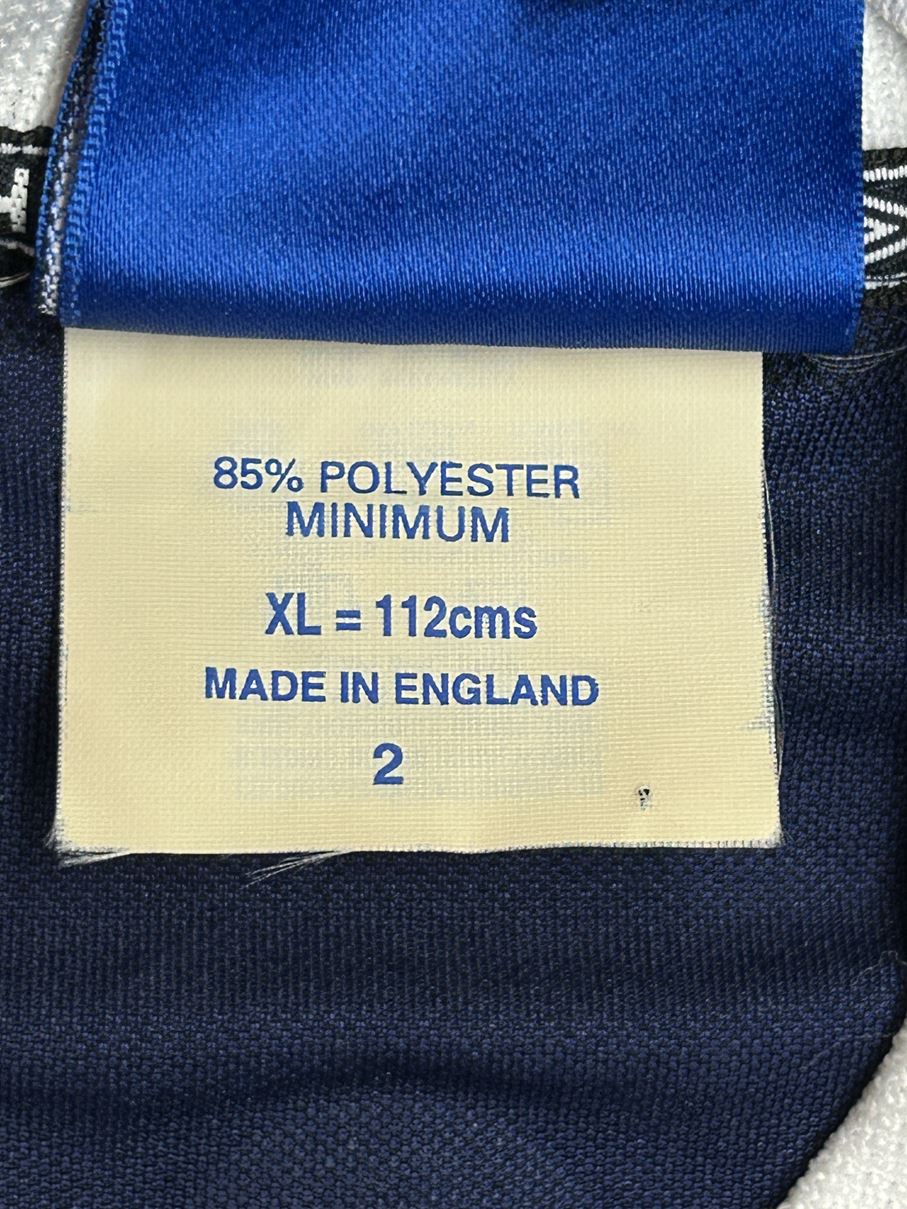 85% POLYESTER
MINIMUM
XL = 112cms
MADE IN ENGLAND
2